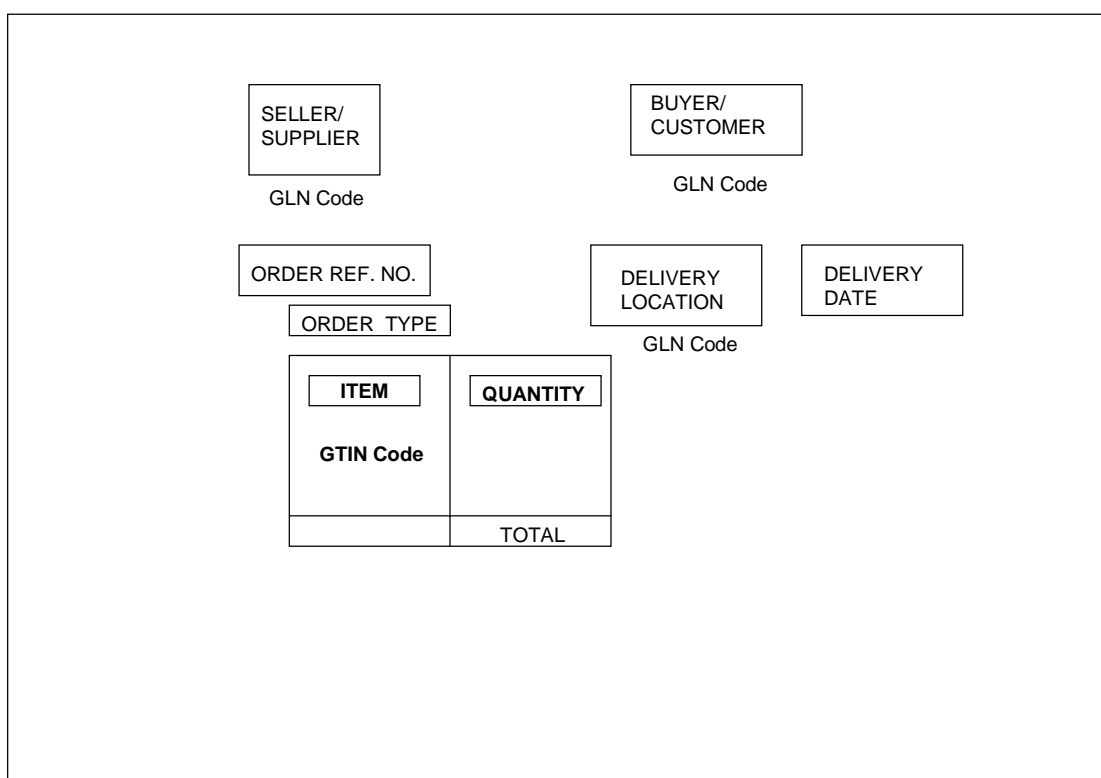 SELLER/
SUPPLIER
GLN Code
BUYER/
CUSTOMER
GLN Code
ORDER REF. NO.
ORDER TYPE
DELIVERY
LOCATION
GLN Code
DELIVERY
DATE
ITEM
QUANTITY
GTIN Code
TOTAL